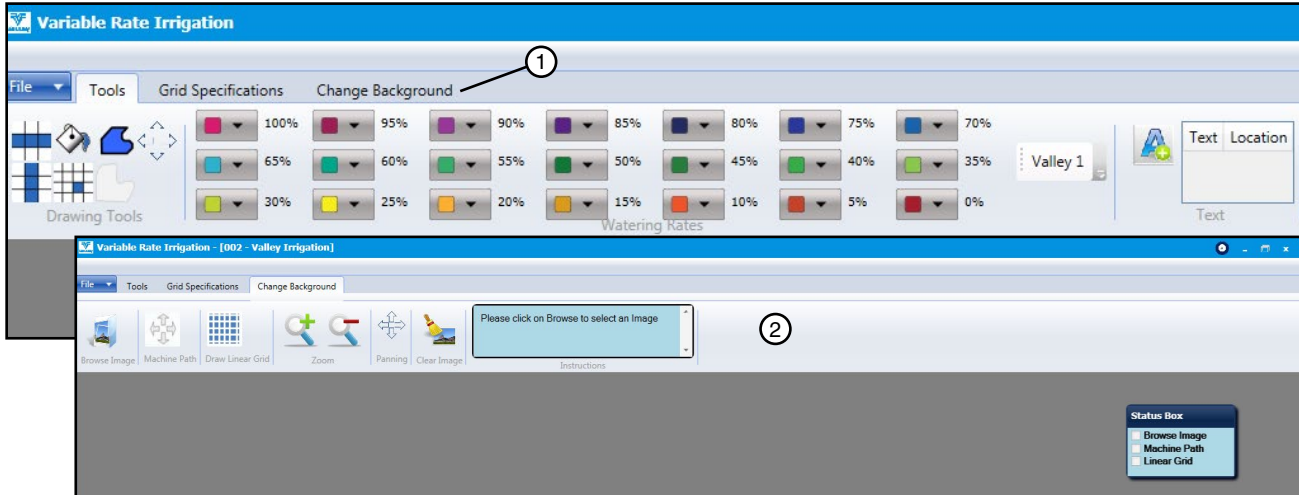 Variable Rate Irrigation
1
File Tools Grid Specifications Change Background
100% 95% 90% 85% 80% 75% 70%
65% 60% 55% 50% 45% 40% 35%
30% 25% 20% 15% 10% 5% 0%
Valley 1
Text Location
Drawing Tools
Watering Rates
Text
Variable Rate Irrigation - [002 - Valley Irrigation]
File Tools Grid Specifications Change Background
Please click on Browse to select an Image
2
Browse Image Machine Path Draw Linear Grid Zoom Panning Clear Image Instructions
Status Box
Browse Image
Machine Path
Linear Grid